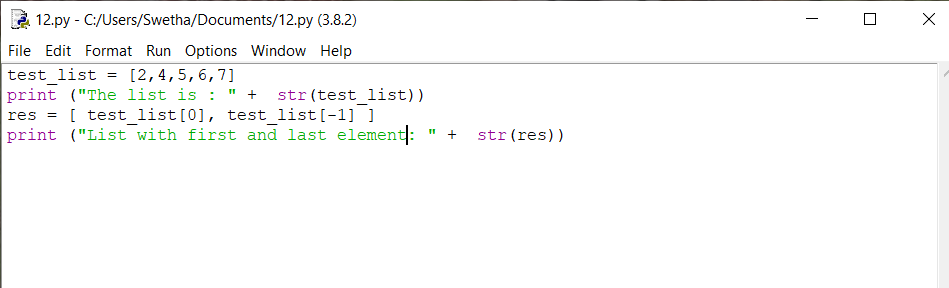 12.py - C:/Users/Swetha/Documents/12.py (3.8.2)
File Edit Format Run Options Window Help
test_list = [2,4,5,6,7]
print ("The list is : " +  str(test_list))
res = [ test_list[0], test_list[-1] ]
print ("List with first and last element: " +  str(res))